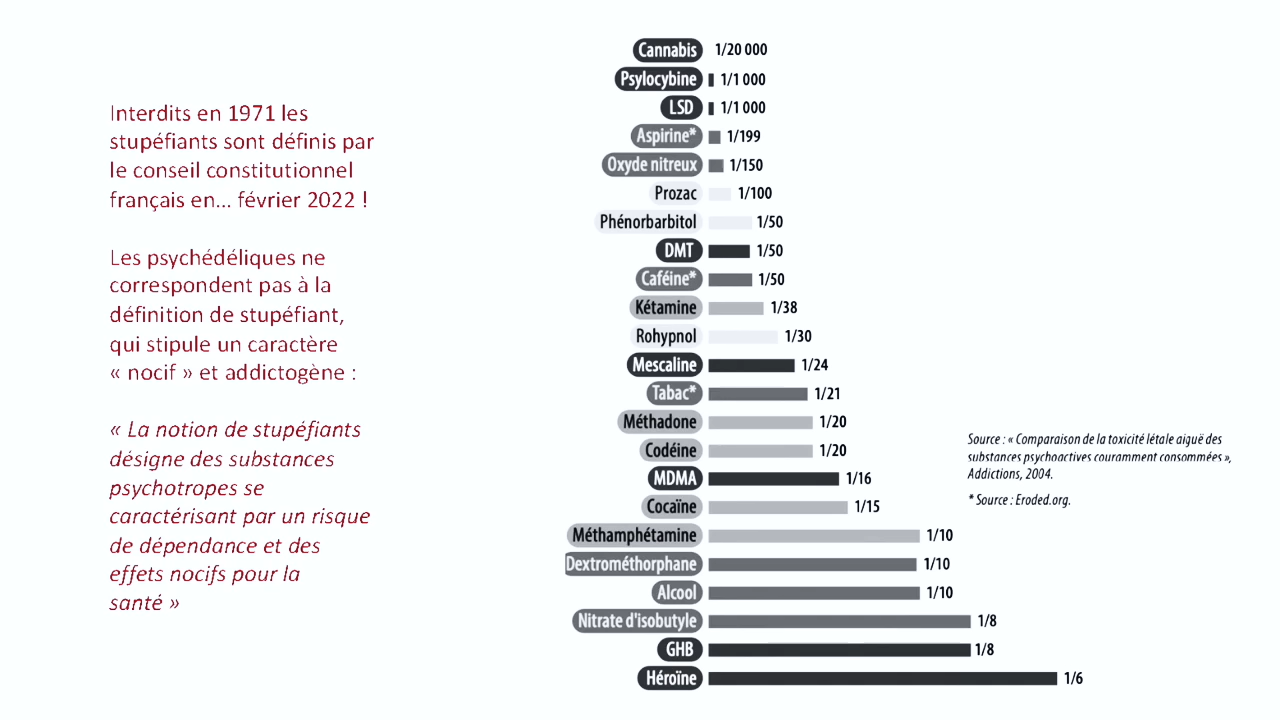 Interdits en 1971 les
stupéfiants sont définis par
le conseil constitutionnel
français en... février 2022 !
Les psychédéliques ne
correspondent pas à la
définition de stupéfiant,
qui stipule un caractère
« nocif » et addictogène :
« La notion de stupéfiants
désigne des substances
psychotropes se
caractérisant par un risque
de dépendance et des
effets nocifs pour la
santé »
Cannabis 1/20 000
Psylocybine 1/1 000
LSD 1/1 000
Aspirine* 1/199
Oxyde nitreux 1/150
Prozac 1/100
Phénorbarbitol 1/50
DMT 1/50
Caféine* 1/50
Kétamine 1/38
Rohypnol 1/30
Mescaline 1/24
Tabac* 1/21
Méthadone 1/20
Codéine 1/20
MDMA 1/16
Cocaïne 1/15
Méthamphétamine 1/10
Dextrométhorphane 1/10
Alcool 1/10
Nitrate d'isobutyle 1/8
GHB 1/8
Héroïne 1/6
Source : « Comparaison de la toxicité létale aiguë des
substances psychoactives couramment consommées »,
Addictions, 2004.
* Source : Eroded.org.